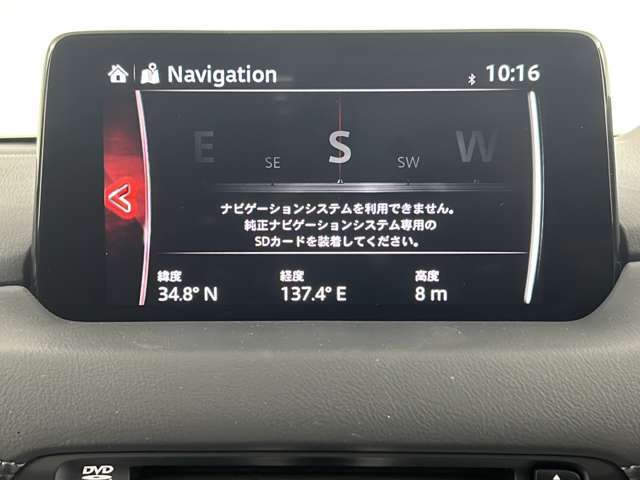 Navigation 10:16
E SE S SW W
ナビゲーションシステムを利用できません。
純正ナビゲーションシステム専用の
SDカードを装着してください。
緯度 経度 高度
34.8° N 137.4° E 8 m
DVD